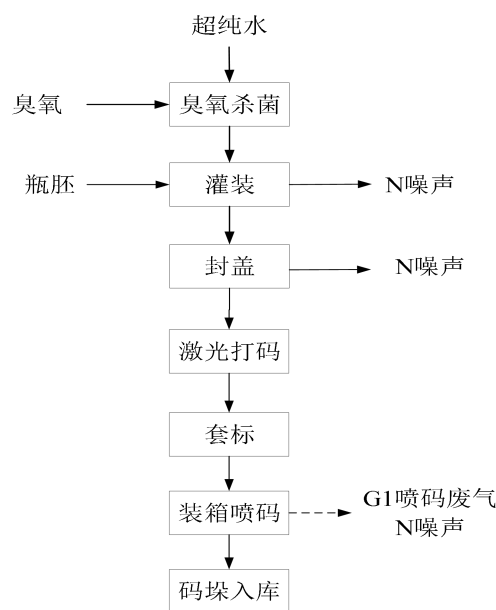 超纯水
臭氧
臭氧杀菌
瓶胚
灌装
N噪声
封盖
N噪声
激光打码
套标
装箱喷码
G1喷码废气
N噪声
码垛入库